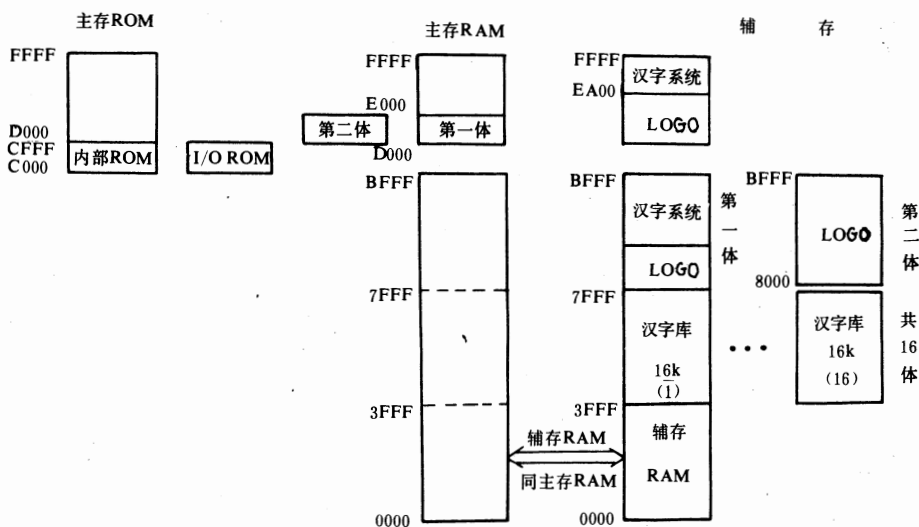 主存ROM
FFFF
D000
CFFF
C000
内部ROM
I/O ROM
主存RAM
FFFF
E000
第二体
第一体
D000
BFFF
7FFF
3FFF
0000
辅存RAM
同主存RAM
辅 存
FFFF
汉字系统
EA00
LOGO
BFFF
汉字系统
LOGO
第一体
7FFF
汉字库
16k
(1)
3FFF
辅存
RAM
0000
•••
BFFF
LOGO
第二体
8000
汉字库
16k
(16)
共16体